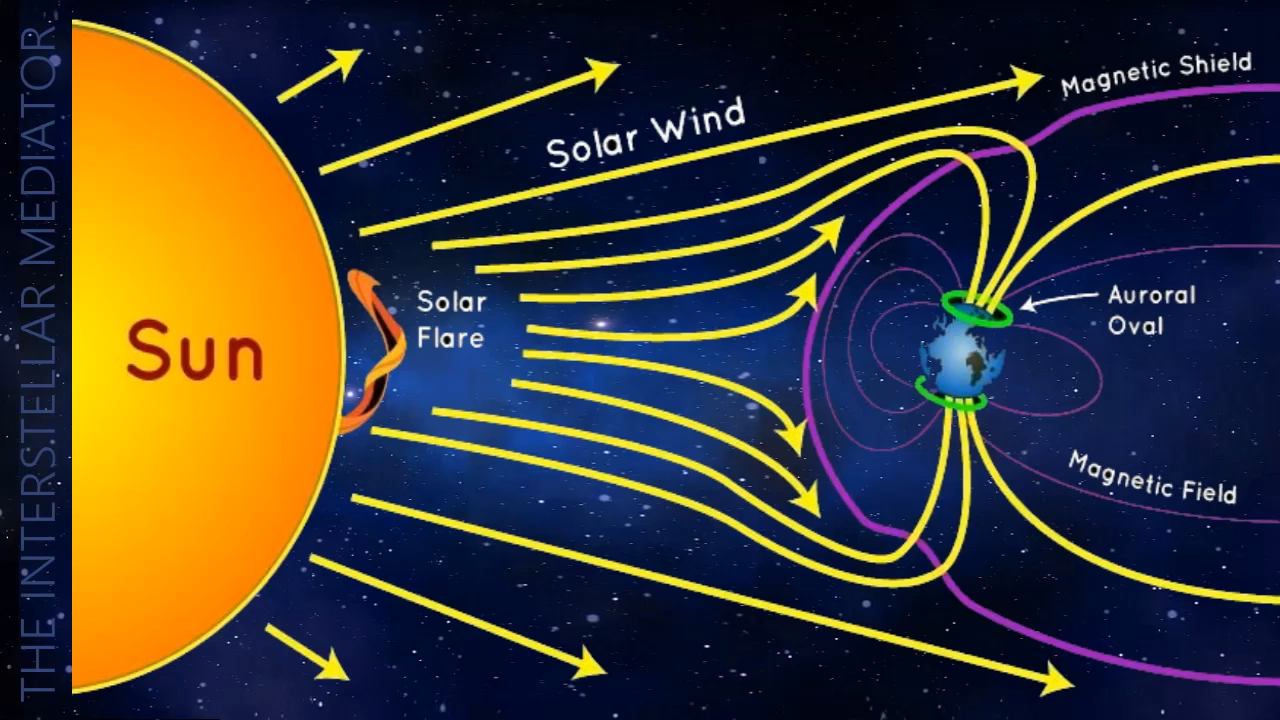 THE INTERSTELLAR MEDIATOR
Sun
Solar
Flare
Solar Wind
Magnetic Shield
Auroral
Oval
Magnetic Field